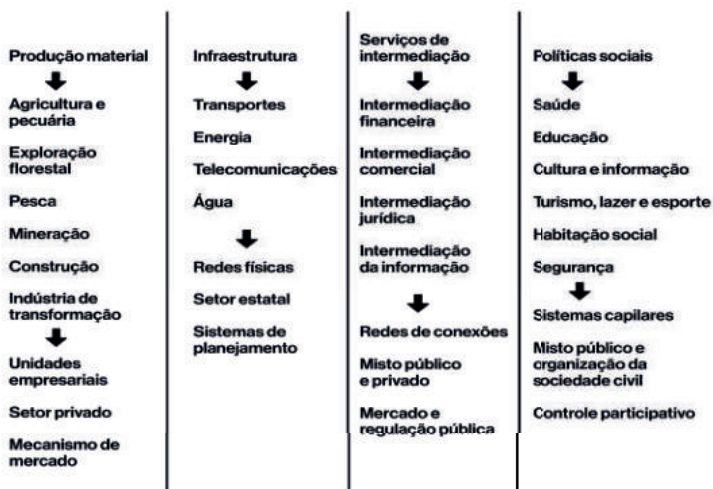 Produção material
Agricultura e
pecuária
Exploração
florestal
Pesca
Mineração
Construção
Indústria de
transformação
Unidades
empresariais
Setor privado
Mecanismo de
mercado
Infraestrutura
Transportes
Energia
Telecomunicações
Água
Redes físicas
Setor estatal
Sistemas de
planejamento
Serviços de
intermediação
Intermediação
financeira
Intermediação
comercial
Intermediação
jurídica
Intermediação
da informação
Redes de conexões
Misto público
e privado
Mercado e
regulação pública
Políticas sociais
Saúde
Educação
Cultura e informação
Turismo, lazer e esporte
Habitação social
Segurança
Sistemas capilares
Misto público e
organização da
sociedade civil
Controle participativo